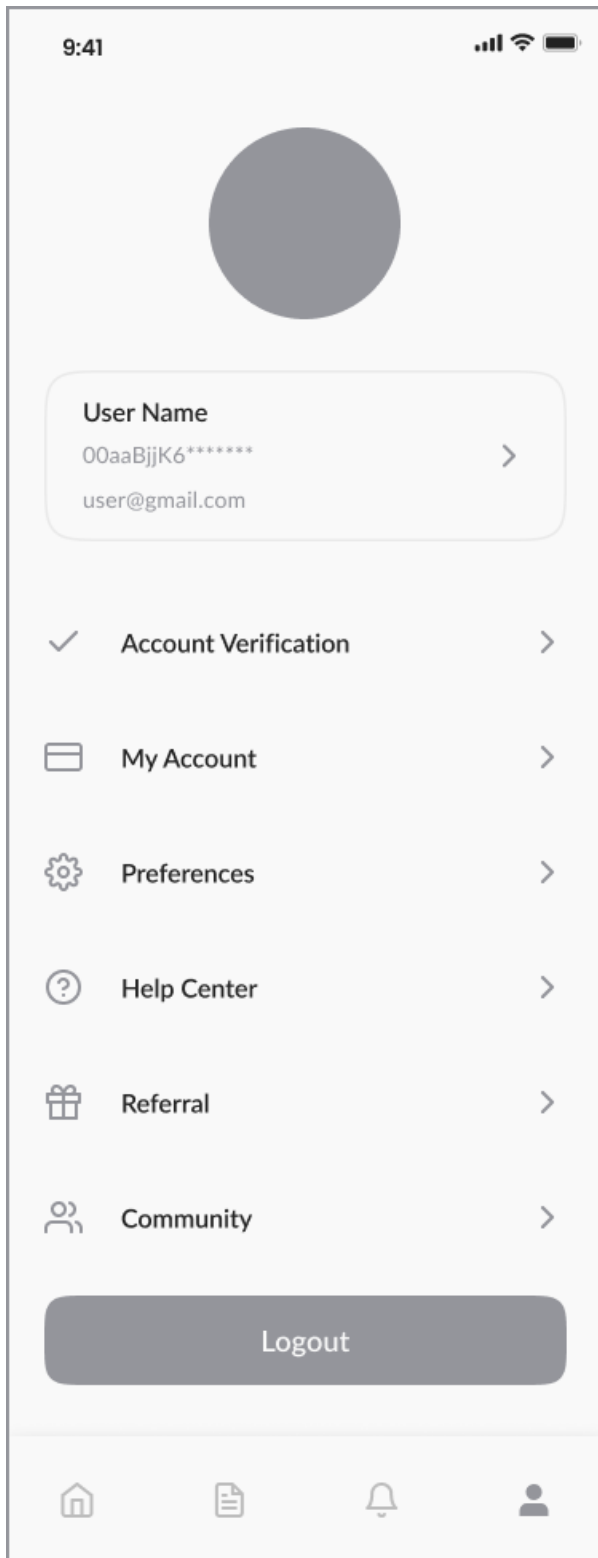 9:41
User Name
00aaBjjK6*******
user@gmail.com
Account Verification
My Account
Preferences
Help Center
Referral
Community
Logout